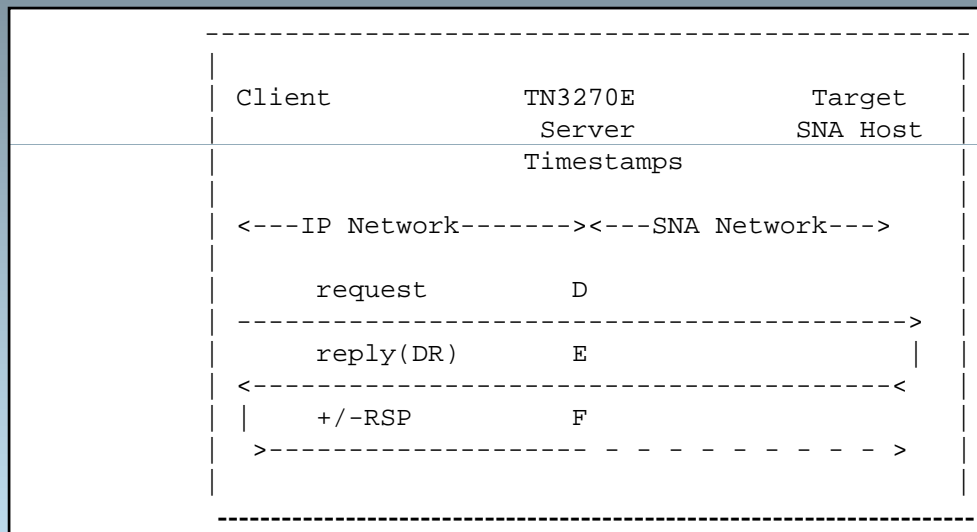 Client TN3270E Target
Server SNA Host
Timestamps
<---IP Network-------><---SNA Network--->
request D
------------------------------------------>
reply(DR) E |
<----------------------------------------<
| +/-RSP F
>-------------------- - - - - - - - - - >